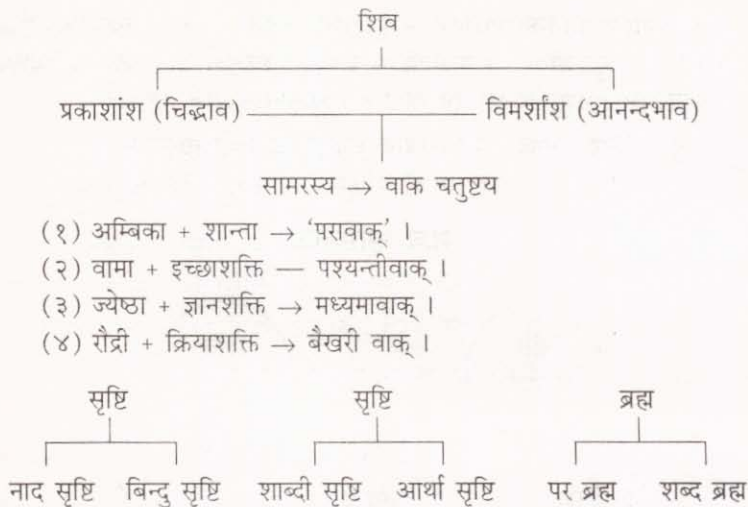 शिव
प्रकाशांश (चिद्भाव) विमर्शांश (आनन्दभाव)
सामरस्य → वाक चतुष्टय
(१) अम्बिका + शान्ता → 'परावाक्' ।
(२) वामा + इच्छाशक्ति — पश्यन्तीवाक् ।
(३) ज्येष्ठा + ज्ञानशक्ति → मध्यमावाक् ।
(४) रौद्री + क्रियाशक्ति → बैखरी वाक् ।
सृष्टि सृष्टि ब्रह्म
नाद सृष्टि बिन्दु सृष्टि शाब्दी सृष्टि आर्था सृष्टि पर ब्रह्म शब्द ब्रह्म